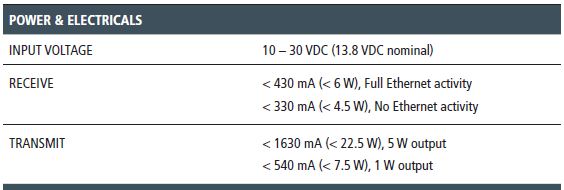 POWER & ELECTRICALS
INPUT VOLTAGE 10 – 30 VDC (13.8 VDC nominal)
RECEIVE < 430 mA (< 6 W), Full Ethernet activity
< 330 mA (< 4.5 W), No Ethernet activity
TRANSMIT < 1630 mA (< 22.5 W), 5 W output
< 540 mA (< 7.5 W), 1 W output